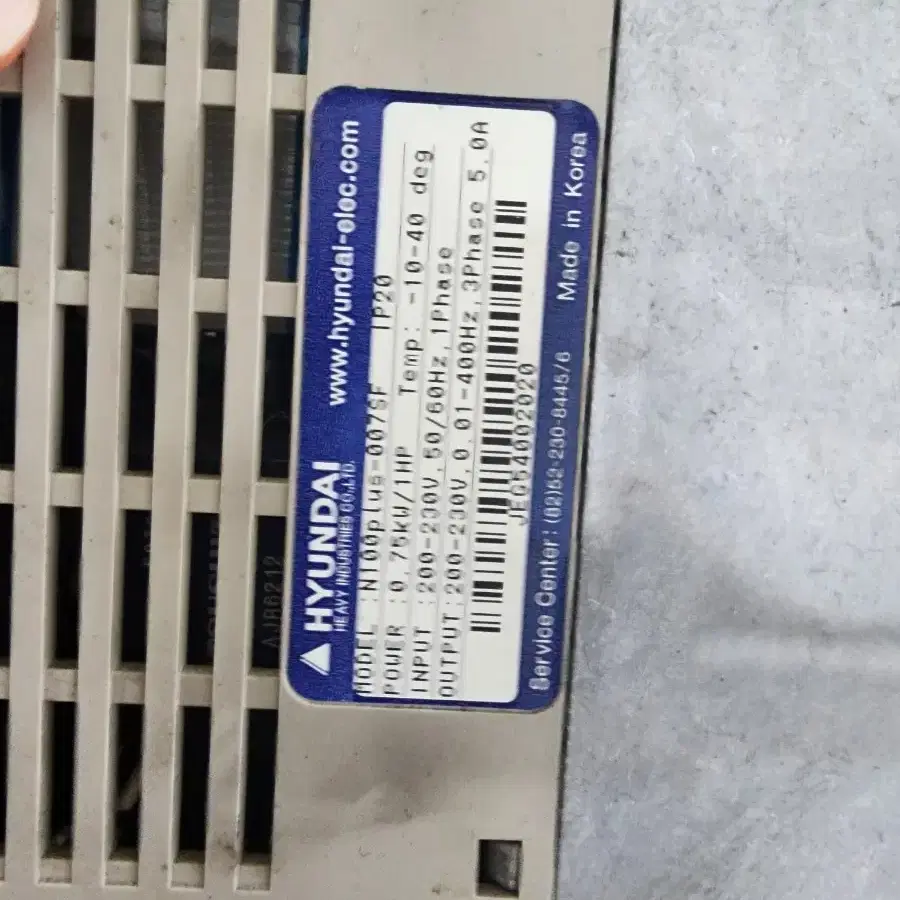 HYUNDAI www.hyundai-elec.com
HEAVY INDUSTRIES CO.,LTD.
MODEL :N100plus-007SF IP20
POWER :0.75kW/1HP Temp: -10-40 deg
INPUT :200-230V,50/60Hz,1Phase
OUTPUT:200-230V,0.01-400Hz,3Phase 5.0A
JEG54002020
Service Center: (82)52-230-8445/6 Made in Korea
AJB6212